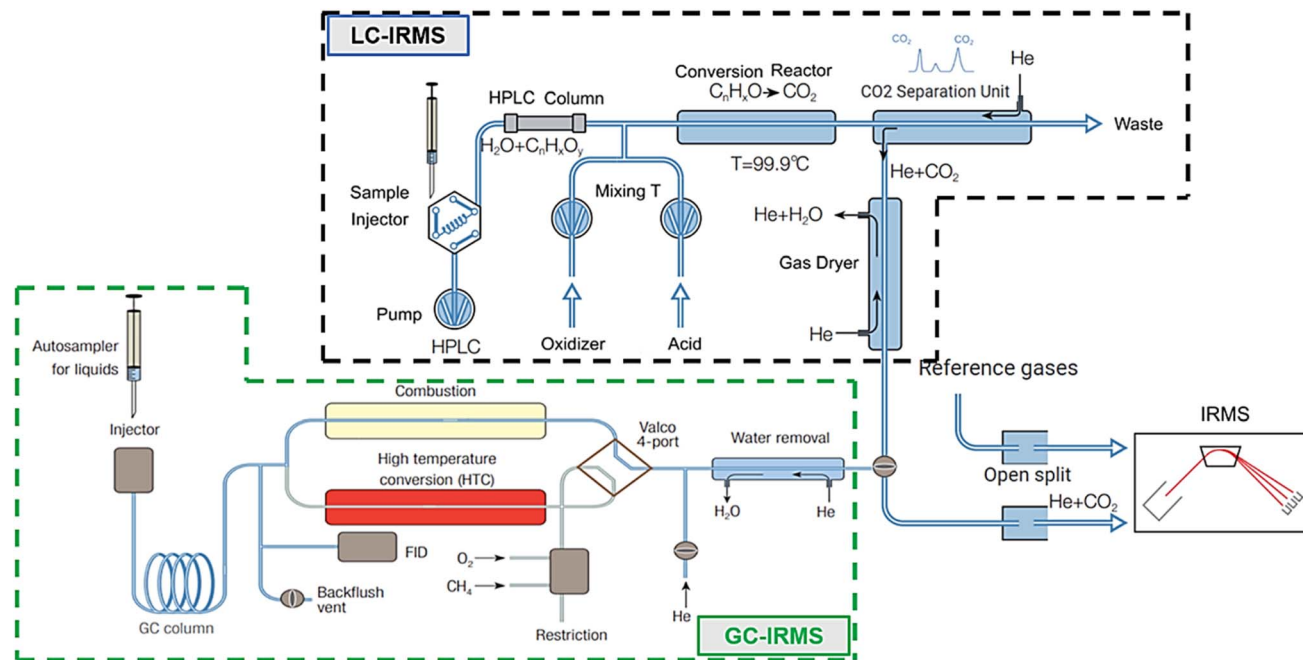 LC-IRMS
Conversion Reactor
CₙHₓO→CO₂
CO₂
CO₂
CO2 Separation Unit
He
HPLC Column
H₂O+CₙHₓOᵧ
T=99.9°C
Waste
He+CO₂
Sample
Injector
Mixing T
He+H₂O
Gas Dryer
He
Pump
HPLC
Oxidizer
Acid
Reference gases
IRMS
Open split
He+CO₂
Autosampler
for liquids
Injector
GC column
Combustion
High temperature
conversion (HTC)
Valco
4-port
Water removal
H₂O
He
FID
O₂
CH₄
Backflush
vent
Restriction
He
GC-IRMS